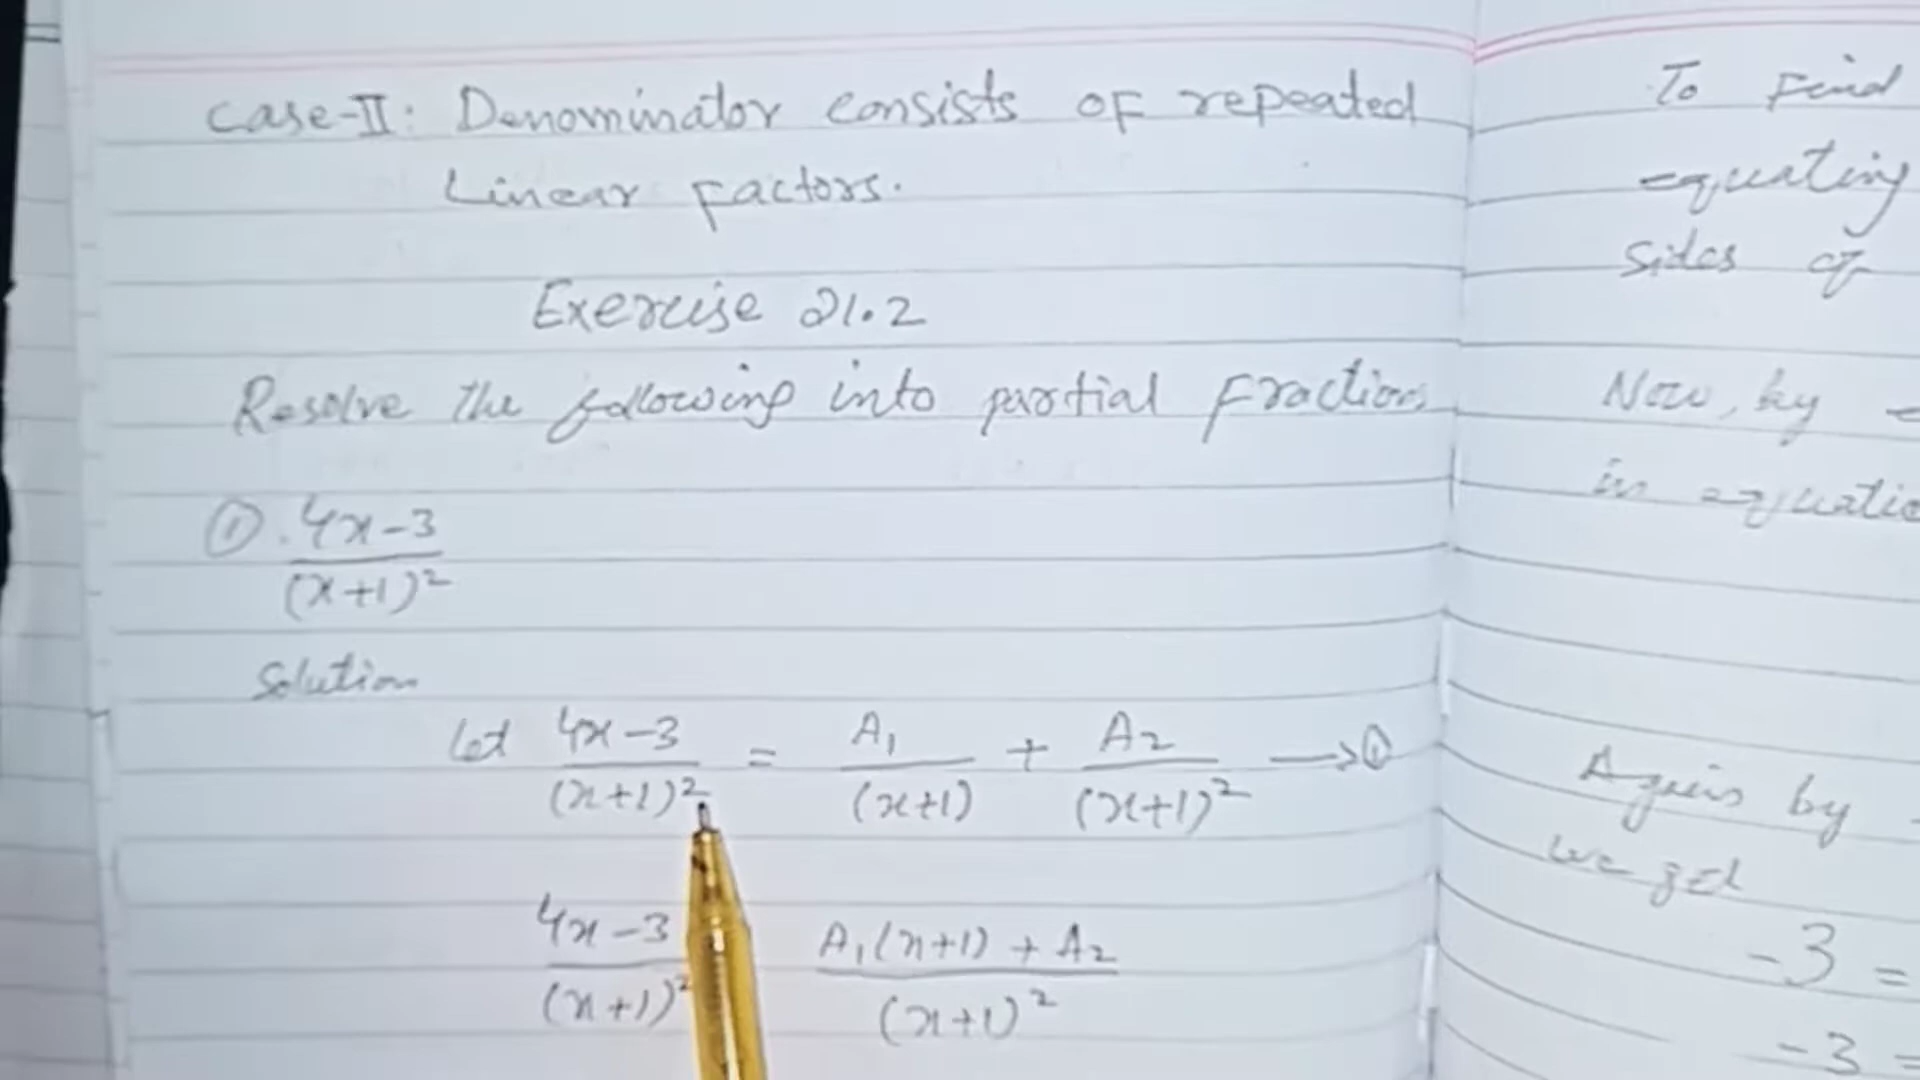 Case-II: Denominator consists of repeated
Linear Factors.
Exercise 21.2
Resolve the following into partial Fractions
① . 4x-3
(x+1)²
Solution
Let 4x-3 / (x+1)² = A₁ / (x+1) + A₂ / (x+1)² → ①
4x-3 / (x+1)² A₁(x+1) + A₂ / (x+1)²
To Find
equating
sides of
Now, by
in
Again by
we get
-3 =
-3 =